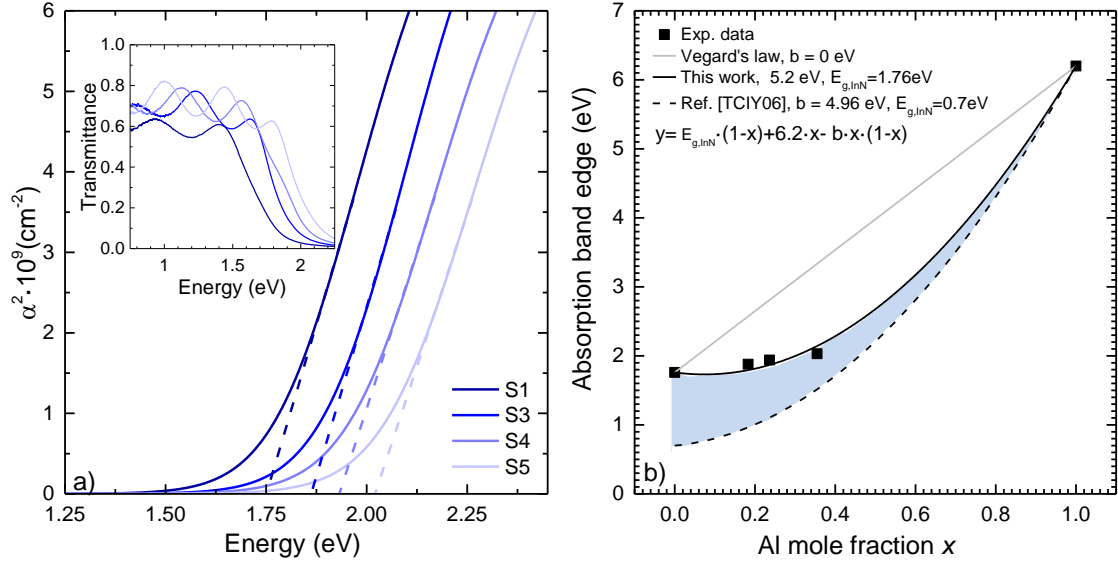 6
5
4
3
2
1
0
α²·10⁹(cm⁻²)
1.25 1.50 1.75 2.00 2.25
Energy (eV)
a)
S1
S3
S4
S5
1.0
0.8
0.6
0.4
0.2
0.0
Transmittance
1 1.5 2
Energy (eV)
Exp. data
Vegard's law, b = 0 eV
This work, 5.2 eV, E_g,InN=1.76eV
Ref. [TCIY06], b = 4.96 eV, E_g,InN=0.7eV
y= E_g,InN·(1-x)+6.2·x- b·x·(1-x)
7
6
5
4
3
2
1
0
Absorption band edge (eV)
b)
0.0 0.2 0.4 0.6 0.8 1.0
Al mole fraction x